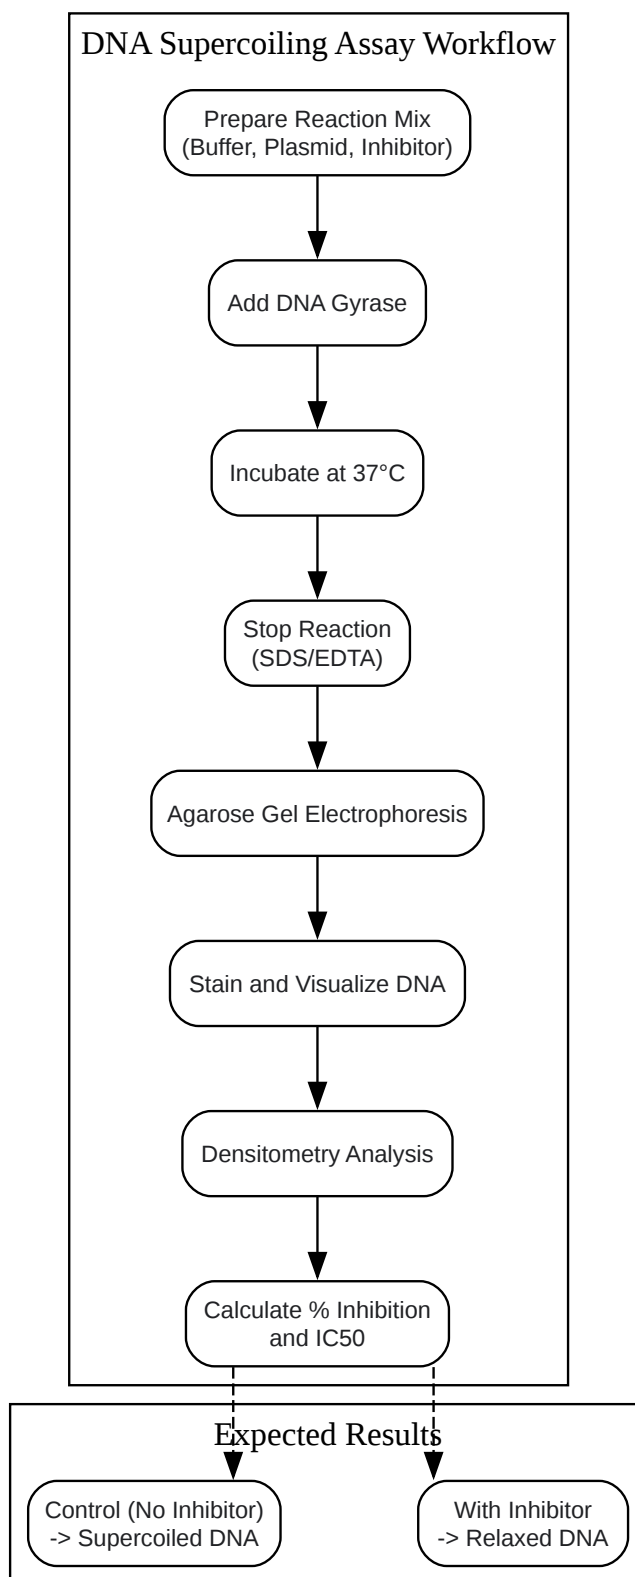 DNA Supercoiling Assay Workflow
Prepare Reaction Mix
(Buffer, Plasmid, Inhibitor)
Add DNA Gyrase
Incubate at 37°C
Stop Reaction
(SDS/EDTA)
Agarose Gel Electrophoresis
Stain and Visualize DNA
Densitometry Analysis
Calculate % Inhibition
and IC50
Expected Results
Control (No Inhibitor)
-> Supercoiled DNA
With Inhibitor
-> Relaxed DNA